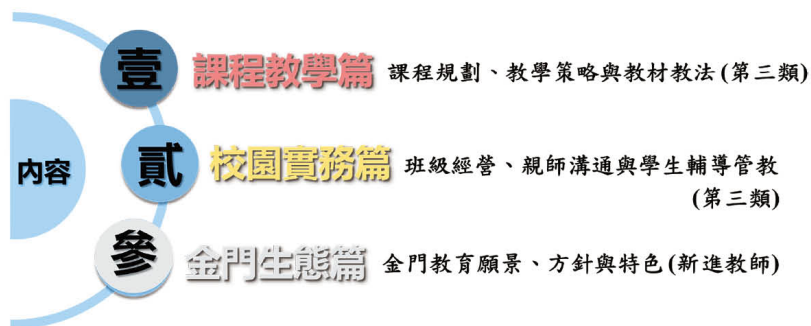 內容
壹 課程教學篇 課程規劃、教學策略與教材教法(第三類)
貳 校園實務篇 班級經營、親師溝通與學生輔導管教
(第三類)
參 金門生態篇 金門教育願景、方針與特色(新進教師)